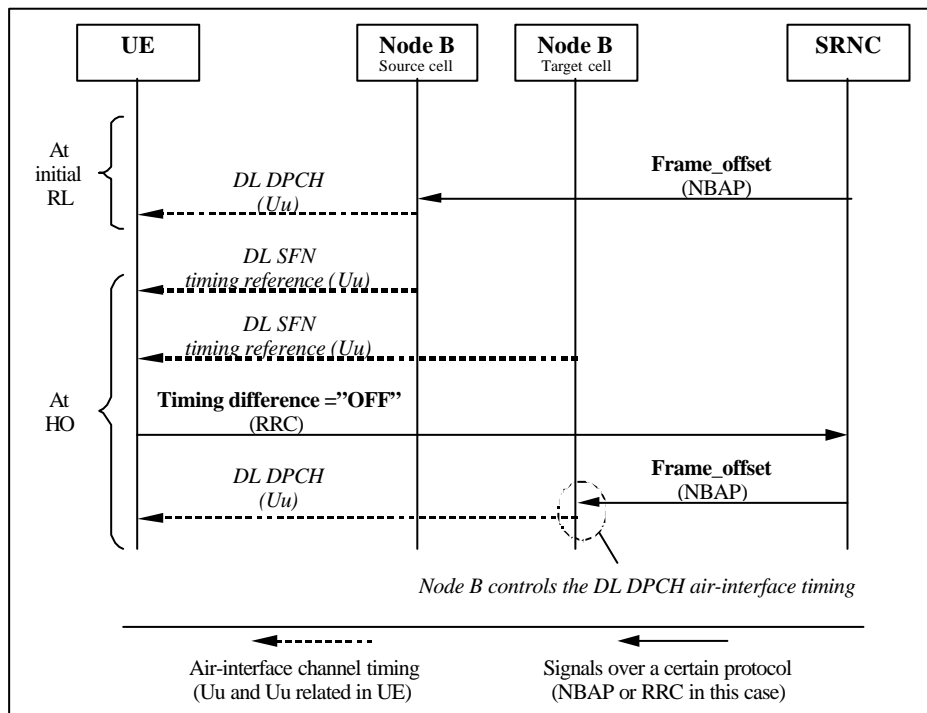 UE
Node B
Source cell
Node B
Target cell
SRNC
At
initial
RL
DL DPCH
(Uu)
Frame_offset
(NBAP)
DL SFN
timing reference (Uu)
DL SFN
timing reference (Uu)
At
HO
Timing difference =”OFF”
(RRC)
DL DPCH
(Uu)
Frame_offset
(NBAP)
Node B controls the DL DPCH air-interface timing
Air-interface channel timing
(Uu and Uu related in UE)
Signals over a certain protocol
(NBAP or RRC in this case)